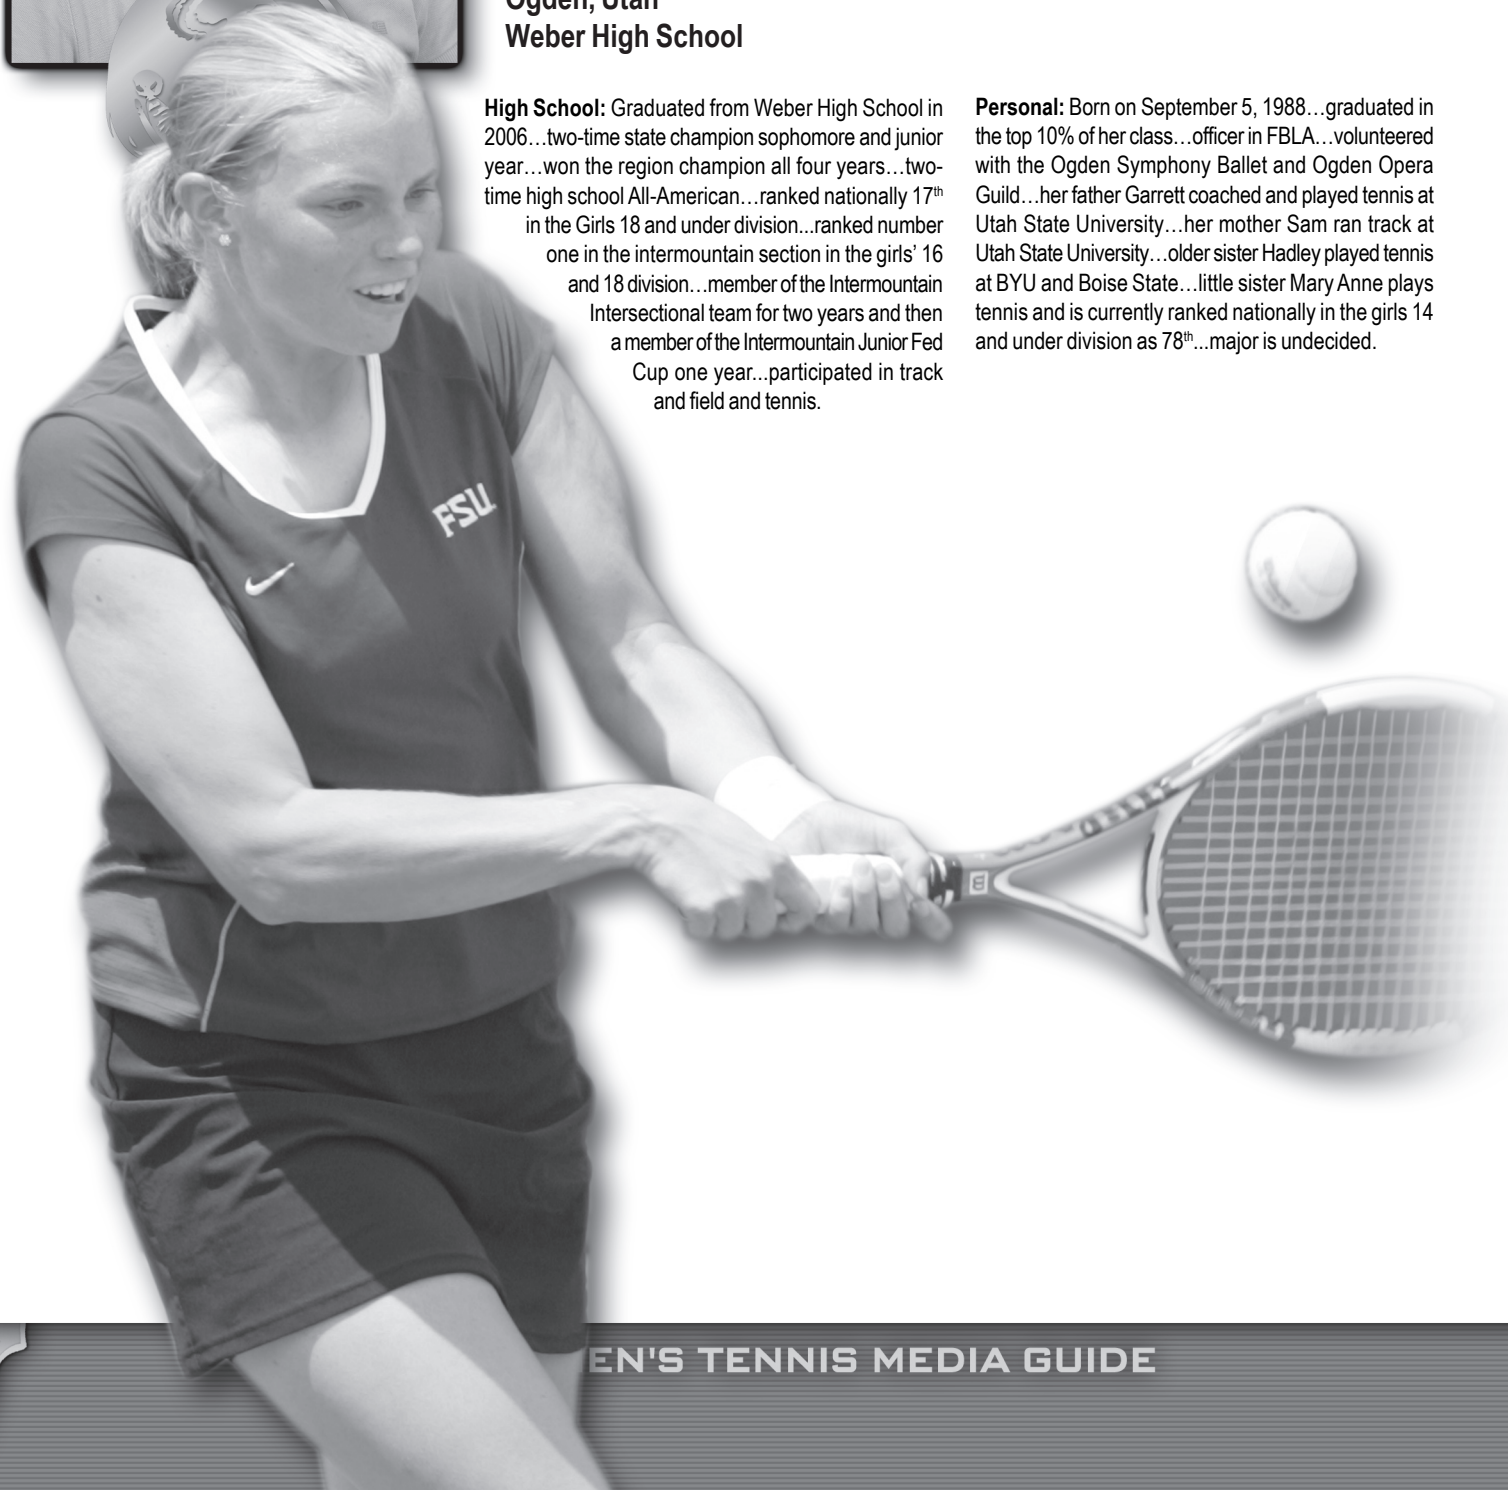 Ogden, Utah
Weber High School
High School: Graduated from Weber High School in
2006…two-time state champion sophomore and junior
year…won the region champion all four years…two-
time high school All-American…ranked nationally 17th
in the Girls 18 and under division...ranked number
one in the intermountain section in the girls’ 16
and 18 division…member of the Intermountain
Intersectional team for two years and then
a member of the Intermountain Junior Fed
Cup one year...participated in track
and field and tennis.
Personal: Born on September 5, 1988…graduated in
the top 10% of her class…officer in FBLA…volunteered
with the Ogden Symphony Ballet and Ogden Opera
Guild…her father Garrett coached and played tennis at
Utah State University…her mother Sam ran track at
Utah State University…older sister Hadley played tennis
at BYU and Boise State…little sister Mary Anne plays
tennis and is currently ranked nationally in the girls 14
and under division as 78th...major is undecided.
FSU
W
EN'S TENNIS MEDIA GUIDE